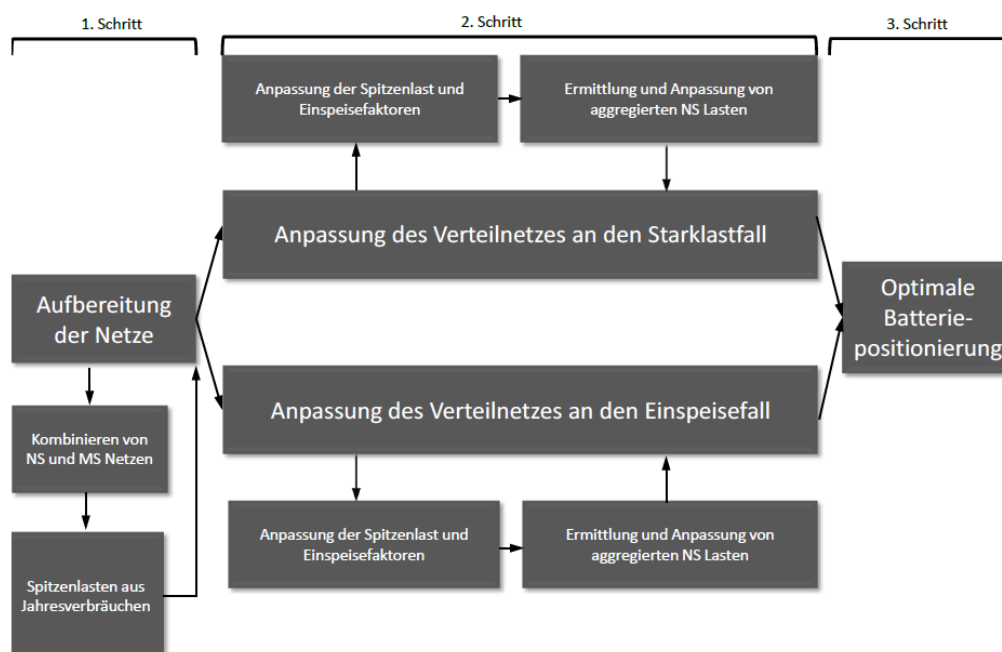 1. Schritt
2. Schritt
3. Schritt
Anpassung der Spitzenlast und
Einspeisefaktoren
Ermittlung und Anpassung von
aggregierten NS Lasten
Anpassung des Verteilnetzes an den Starklastfall
Aufbereitung
der Netze
Optimale
Batterie-
positionierung
Anpassung des Verteilnetzes an den Einspeisefall
Kombinieren von
NS und MS Netzen
Anpassung der Spitzenlast und
Einspeisefaktoren
Ermittlung und Anpassung von
aggregierten NS Lasten
Spitzenlasten aus
Jahresverbräuchen